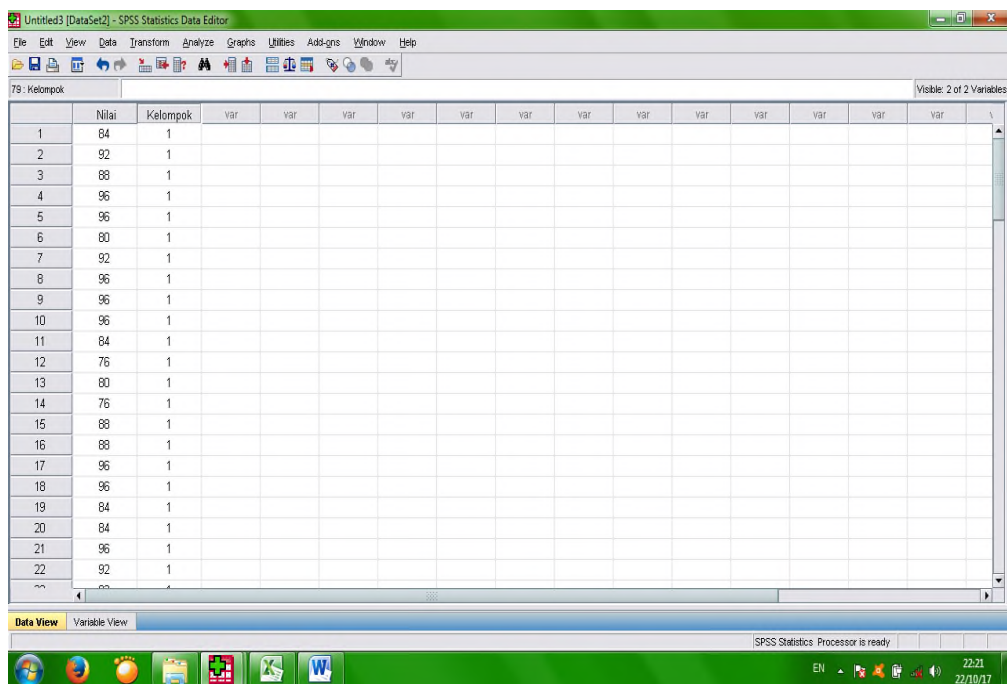 Untitled3 [DataSet2] - SPSS Statistics Data Editor
File Edit View Data Transform Analyze Graphs Utilities Add-ons Window Help
79 : Kelompok Visible: 2 of 2 Variables
Nilai Kelompok var var var var var var var var var var var var
1 84 1
2 92 1
3 88 1
4 96 1
5 96 1
6 80 1
7 92 1
8 96 1
9 96 1
10 96 1
11 84 1
12 76 1
13 80 1
14 76 1
15 88 1
16 88 1
17 96 1
18 96 1
19 84 1
20 84 1
21 96 1
22 92 1
Data View Variable View
SPSS Statistics Processor is ready
EN 22:21
22/10/17